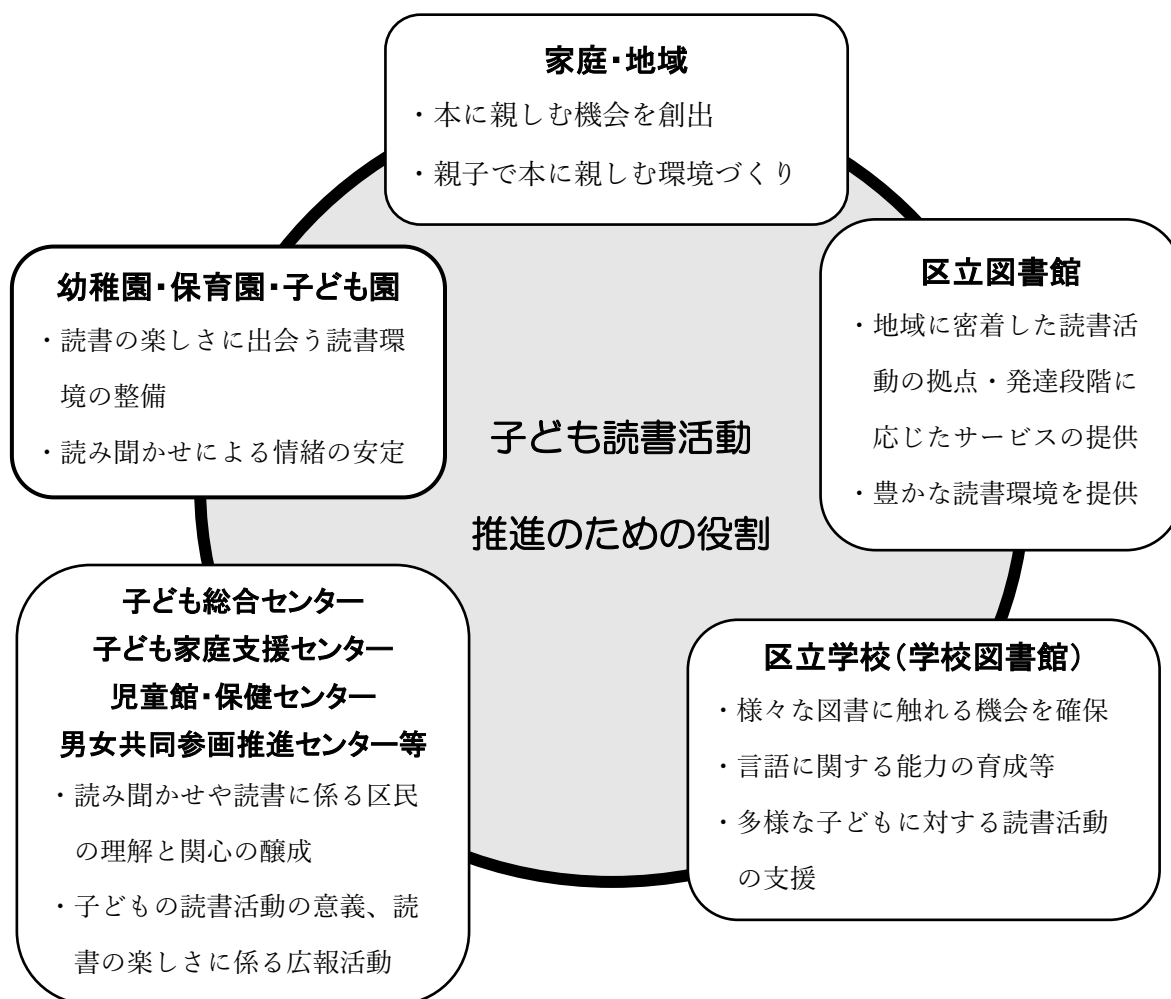 家庭・地域
・本に親しむ機会を創出
・親子で本に親しむ環境づくり
幼稚園・保育園・子ども園
・読書の楽しさに出会う読書環
境の整備
・読み聞かせによる情緒の安定
区立図書館
・地域に密着した読書活
動の拠点・発達段階に
応じたサービスの提供
・豊かな読書環境を提供
子ども読書活動
推進のための役割
子ども総合センター
子ども家庭支援センター
児童館・保健センター
男女共同参画推進センター等
・読み聞かせや読書に係る区民
の理解と関心の醸成
・子どもの読書活動の意義、読
書の楽しさに係る広報活動
区立学校（学校図書館）
・様々な図書に触れる機会を確保
・言語に関する能力の育成等
・多様な子どもに対する読書活動
の支援